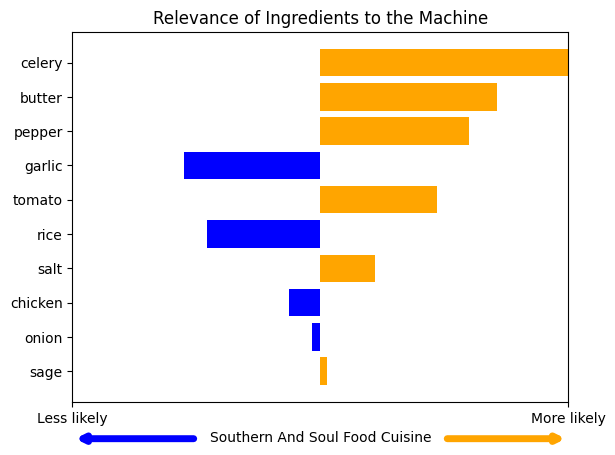 Relevance of Ingredients to the Machine
celery
butter
pepper
garlic
tomato
rice
salt
chicken
onion
sage
Less likely
More likely
Southern And Soul Food Cuisine